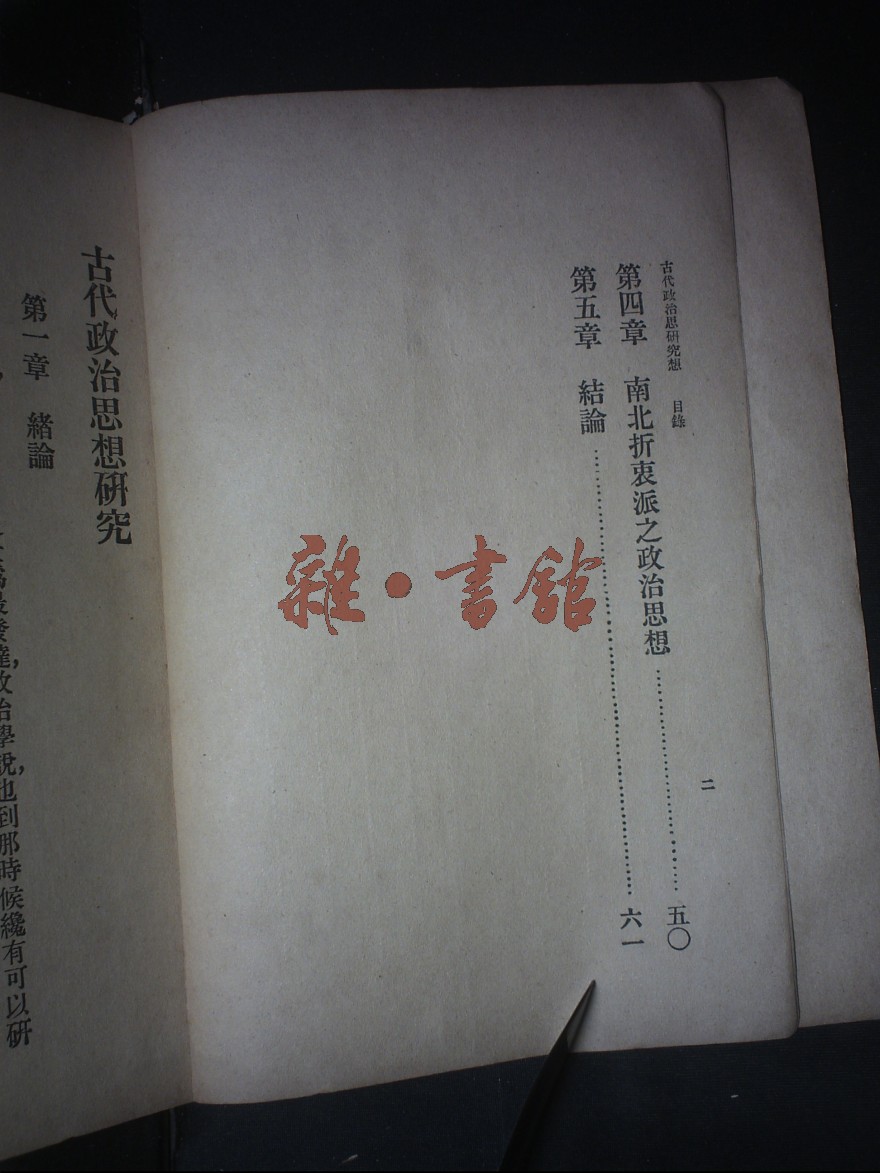 古代政治思研究想　目錄
第四章　南北折衷派之政治思想……五〇
第五章　結論……六一
二
雜·書館
古代政治思想研究
第一章　緒論
發達,政治學說,也到那時候纔有可以研